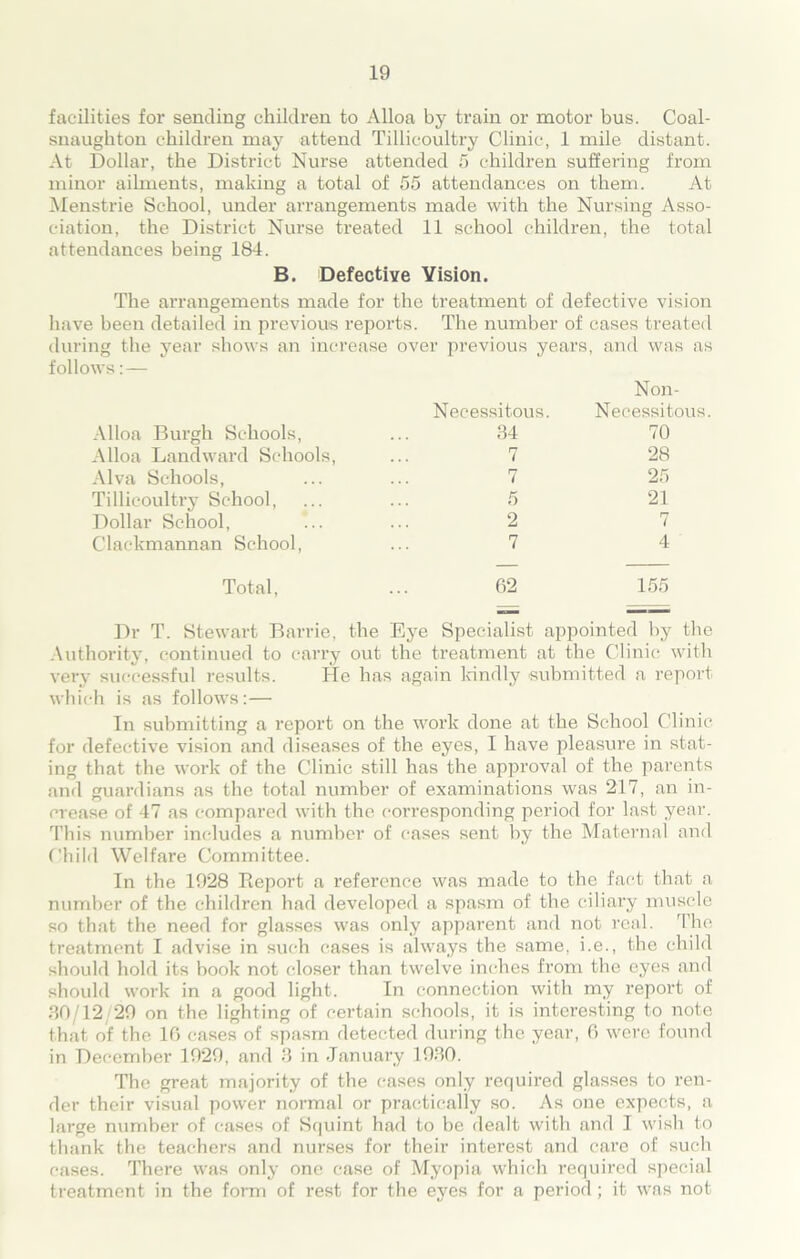 19
facilities for sending children to Alloa by train or motor bus. Coal-
snaughton children may attend Tillicoultry Clinic, 1 mile distant.
At Dollar, the District Nurse attended 5 children suffering from
minor ailments, making a total of 55 attendances on them. At
Menstrie School, under arrangements made with the Nursing Asso-
ciation, the District Nurse treated 11 school children, the total
attendances being 184.
B. Defective Vision.
The arrangements made for the treatment of defective vision
have been detailed in previous reports. The number of cases treated
during the year shows an increase over previous years, and was as
follows:—
Non-
Necessitous. Necessitous.
Alloa Burgh Schools, ... 34 70
Alloa Landward Schools, ... 7 28
Alva Schools, ... ... 7 25
Tillicoultry School, ... ... 5 21
Dollar School, ... ... 2 7
Clackmannan School, ... 7 4
Total, ... 62 155
Dr T. Stewart Barrie, the Eye Specialist appointed by the
Authority, continued to carry out the treatment at the Clinic with
very successful results. He has again kindly submitted a report
which is as follows:—
In submitting a report on the work done at the School Clinic
for defective vision and diseases of the eyes, I have pleasure in stat-
ing that the work of the Clinic still has the approval of the parents
and guardians as the total number of examinations was 217, an in-
crease of 47 as compared with the corresponding period for last year.
This number includes a number of cases sent by the Maternal and
Child Welfare Committee.
In the 1928 Report a reference was made to the fact that a
number of the children had developed a spasm of the ciliary muscle
so that the need for glasses was only apparent and not real. The
treatment I advise in such cases is always the same, i.e., the child
should hold its book not closer than twelve inches from the eyes and
should work in a good light. In connection with my report of
30/12/29 on the lighting of certain schools, it is interesting to note
that of the 16 cases of spasm detected during the year, 6 were found
in December 1929, and 3 in January 1930.
The great majority of the cases only required glasses to ren-
der their visual power normal or practically so. As one expects, a
large number of cases of Squint had to be dealt with and I wish to
thank the teachers and nurses for their interest and care of such
cases. There was only one case of Myopia which required special
treatment in the form of rest for the eyes for a period; it was not